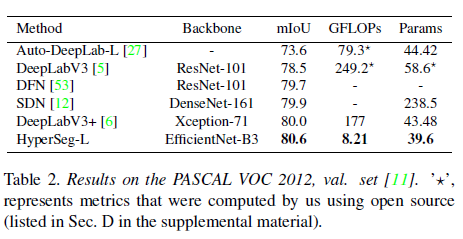 Method Backbone mIoU GFLOPs Params
Auto-DeepLab-L [27] - 73.6 79.3* 44.42
DeepLabV3 [5] ResNet-101 78.5 249.2* 58.6*
DFN [53] ResNet-101 79.7 - -
SDN [12] DenseNet-161 79.9 - 238.5
DeepLabV3+ [6] Xception-71 80.0 177 43.48
HyperSeg-L EfficientNet-B3 80.6 8.21 39.6
Table 2. Results on the PASCAL VOC 2012, val. set [11]. '⋆',
represents metrics that were computed by us using open source
(listed in Sec. D in the supplemental material).